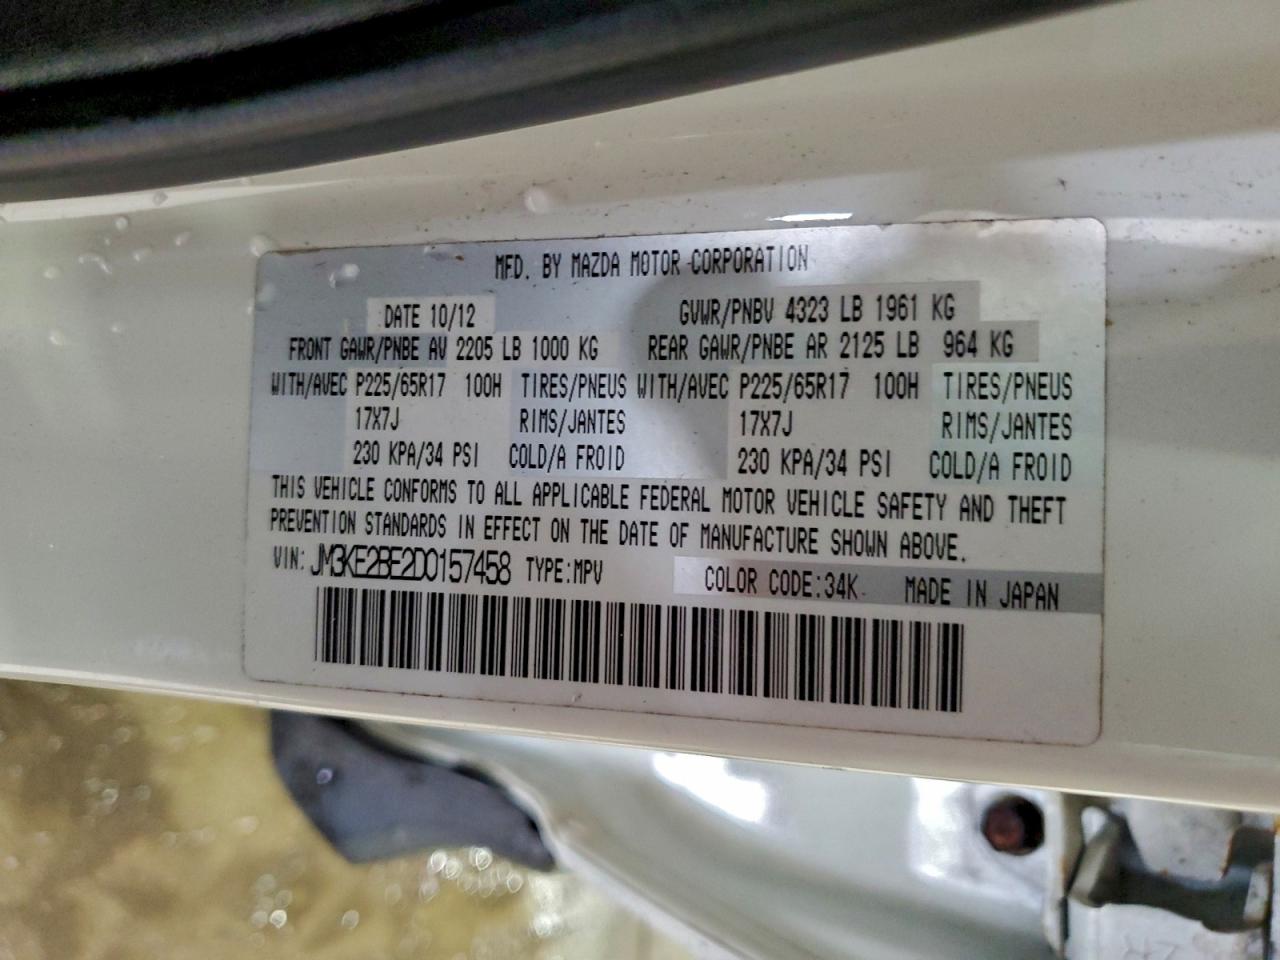 MFD. BY MAZDA MOTOR CORPORATION
DATE 10/12 GVWR/PNBV 4323 LB 1961 KG
FRONT GAWR/PNBE AV 2205 LB 1000 KG REAR GAWR/PNBE AR 2125 LB 964 KG
WITH/AVEC P225/65R17 100H TIRES/PNEUS WITH/AVEC P225/65R17 100H TIRES/PNEUS
17X7J RIMS/JANTES 17X7J RIMS/JANTES
230 KPA/34 PSI COLD/A FROID 230 KPA/34 PSI COLD/A FROID
THIS VEHICLE CONFORMS TO ALL APPLICABLE FEDERAL MOTOR VEHICLE SAFETY AND THEFT
PREVENTION STANDARDS IN EFFECT ON THE DATE OF MANUFACTURE SHOWN ABOVE.
VIN: JM3KE2BE2D0157458 TYPE:MPV COLOR CODE:34K MADE IN JAPAN